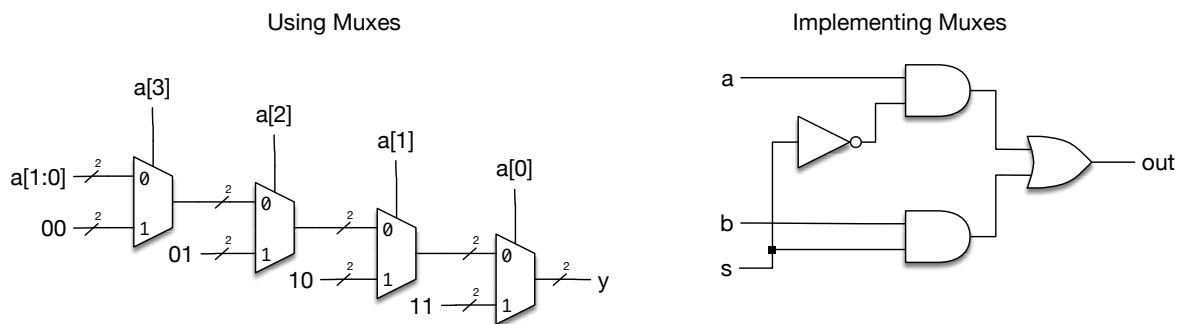 Using Muxes
Implementing Muxes
a[3]
a[2]
a[1]
a[0]
a[1:0] 2 0 2
00 2 1
0 2
01 2 1
0 2
10 2 1
0 2 y
11 2 1
a
b
s
out